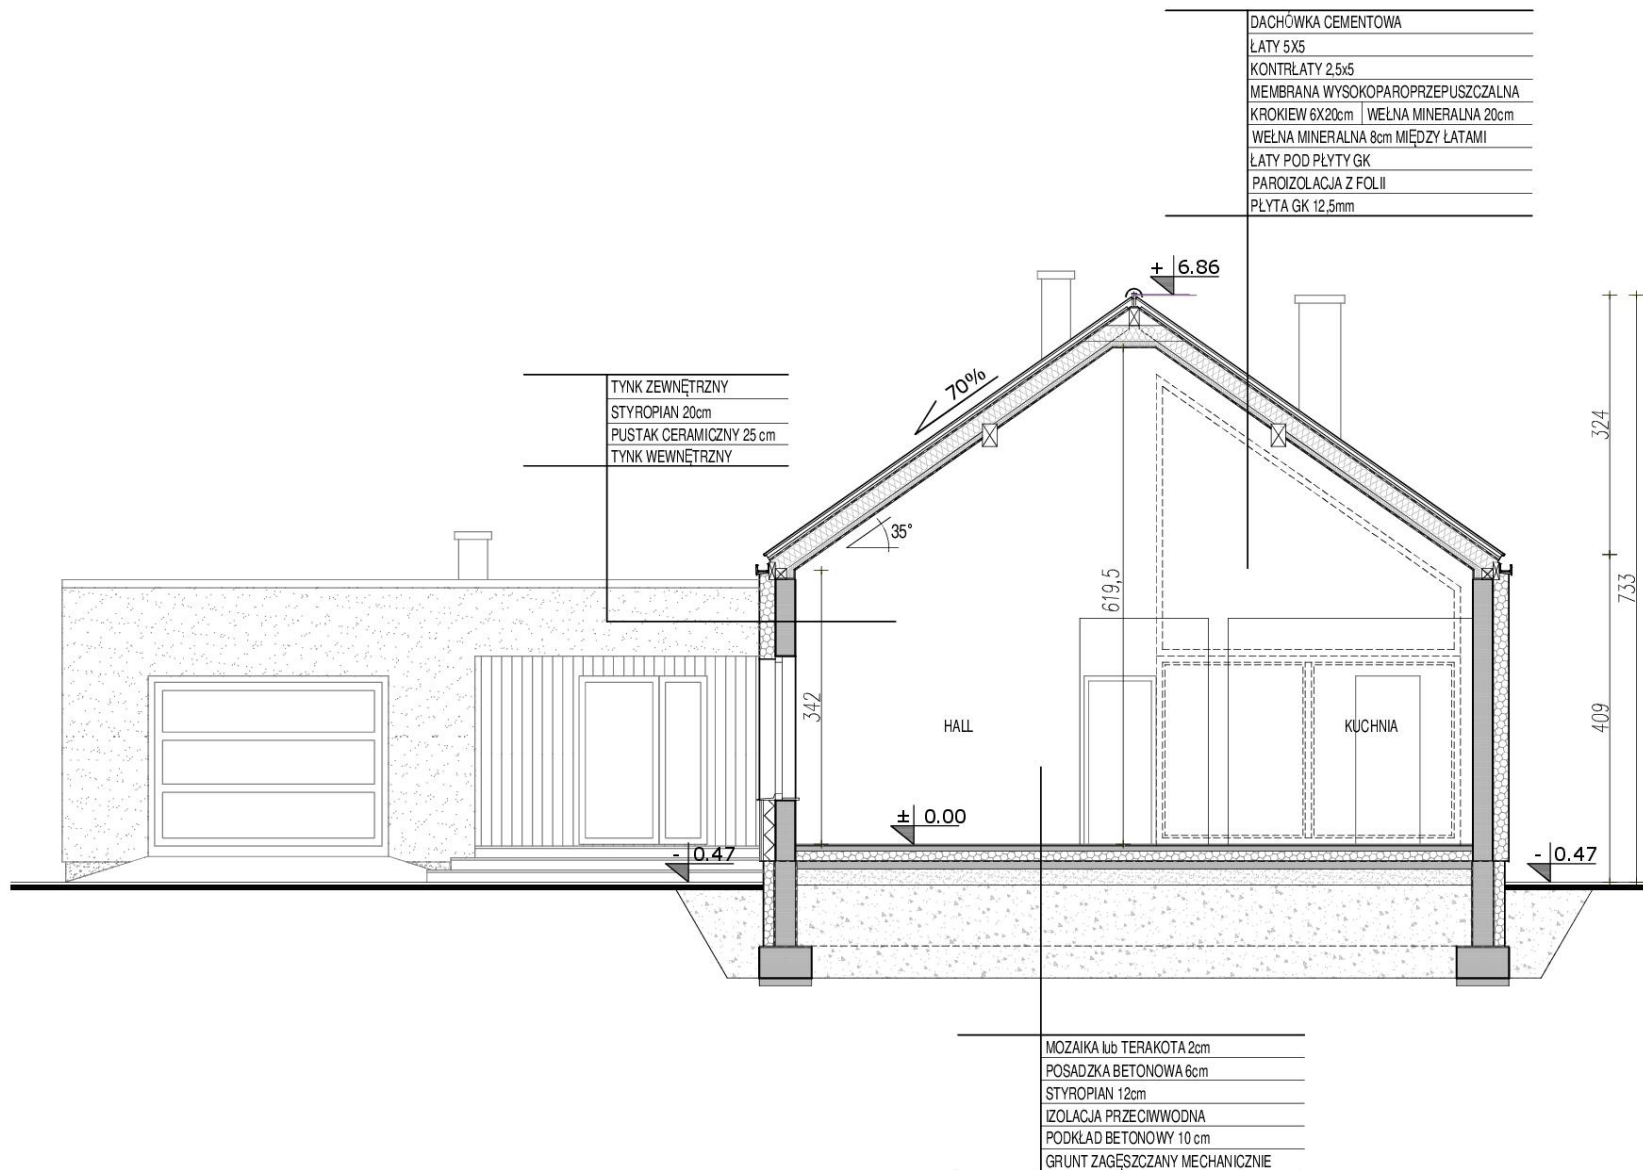 DACHÓWKA CEMENTOWA
ŁATY 5X5
KONTRŁATY 2,5x5
MEMBRANA WYSOKOPAROPRZEPUSZCZALNA
KROKIEW 6X20cm WEŁNA MINERALNA 20cm
WEŁNA MINERALNA 8cm MIĘDZY ŁATAMI
ŁATY POD PŁYTY GK
PAROIZOLACJA Z FOLII
PŁYTA GK 12,5mm
+ 6.86
70%
TYNK ZEWNĘTRZNY
STYROPIAN 20cm
PUSTAK CERAMICZNY 25 cm
TYNK WEWNĘTRZNY
35°
324
619,5
733
342
409
HALL
KUCHNIA
± 0.00
- 0.47
- 0.47
MOZAIKA lub TERAKOTA 2cm
POSADZKA BETONOWA 6cm
STYROPIAN 12cm
IZOLACJA PRZECIWWODNA
PODKŁAD BETONOWY 10 cm
GRUNT ZAGĘSZCZANY MECHANICZNIE